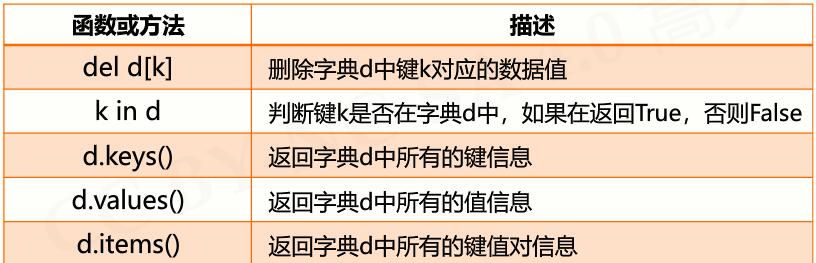 函数或方法 描述
del d[k] 删除字典d中键k对应的数据值
k in d 判断键k是否在字典d中，如果在返回True，否则False
d.keys() 返回字典d中所有的键信息
d.values() 返回字典d中所有的值信息
d.items() 返回字典d中所有的键值对信息